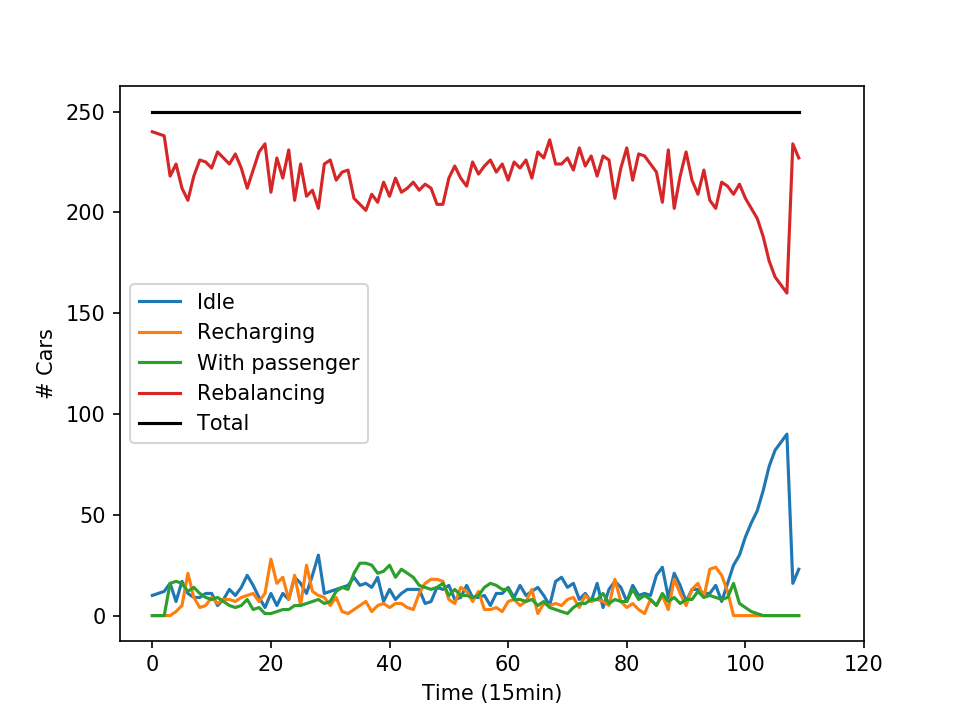 250
200
150
100
50
0
# Cars
Idle
Recharging
With passenger
Rebalancing
Total
0 20 40 60 80 100 120
Time (15min)